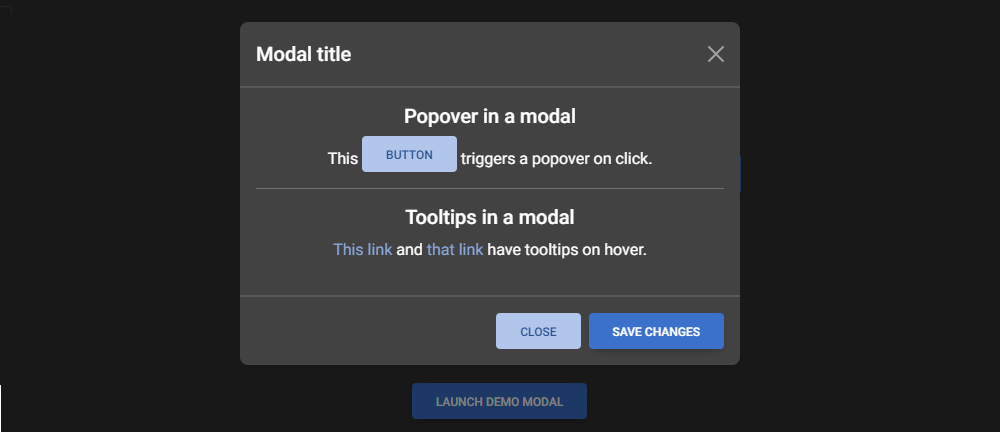 Modal title
Popover in a modal
This BUTTON triggers a popover on click.
Tooltips in a modal
This link and that link have tooltips on hover.
CLOSE SAVE CHANGES
LAUNCH DEMO MODAL